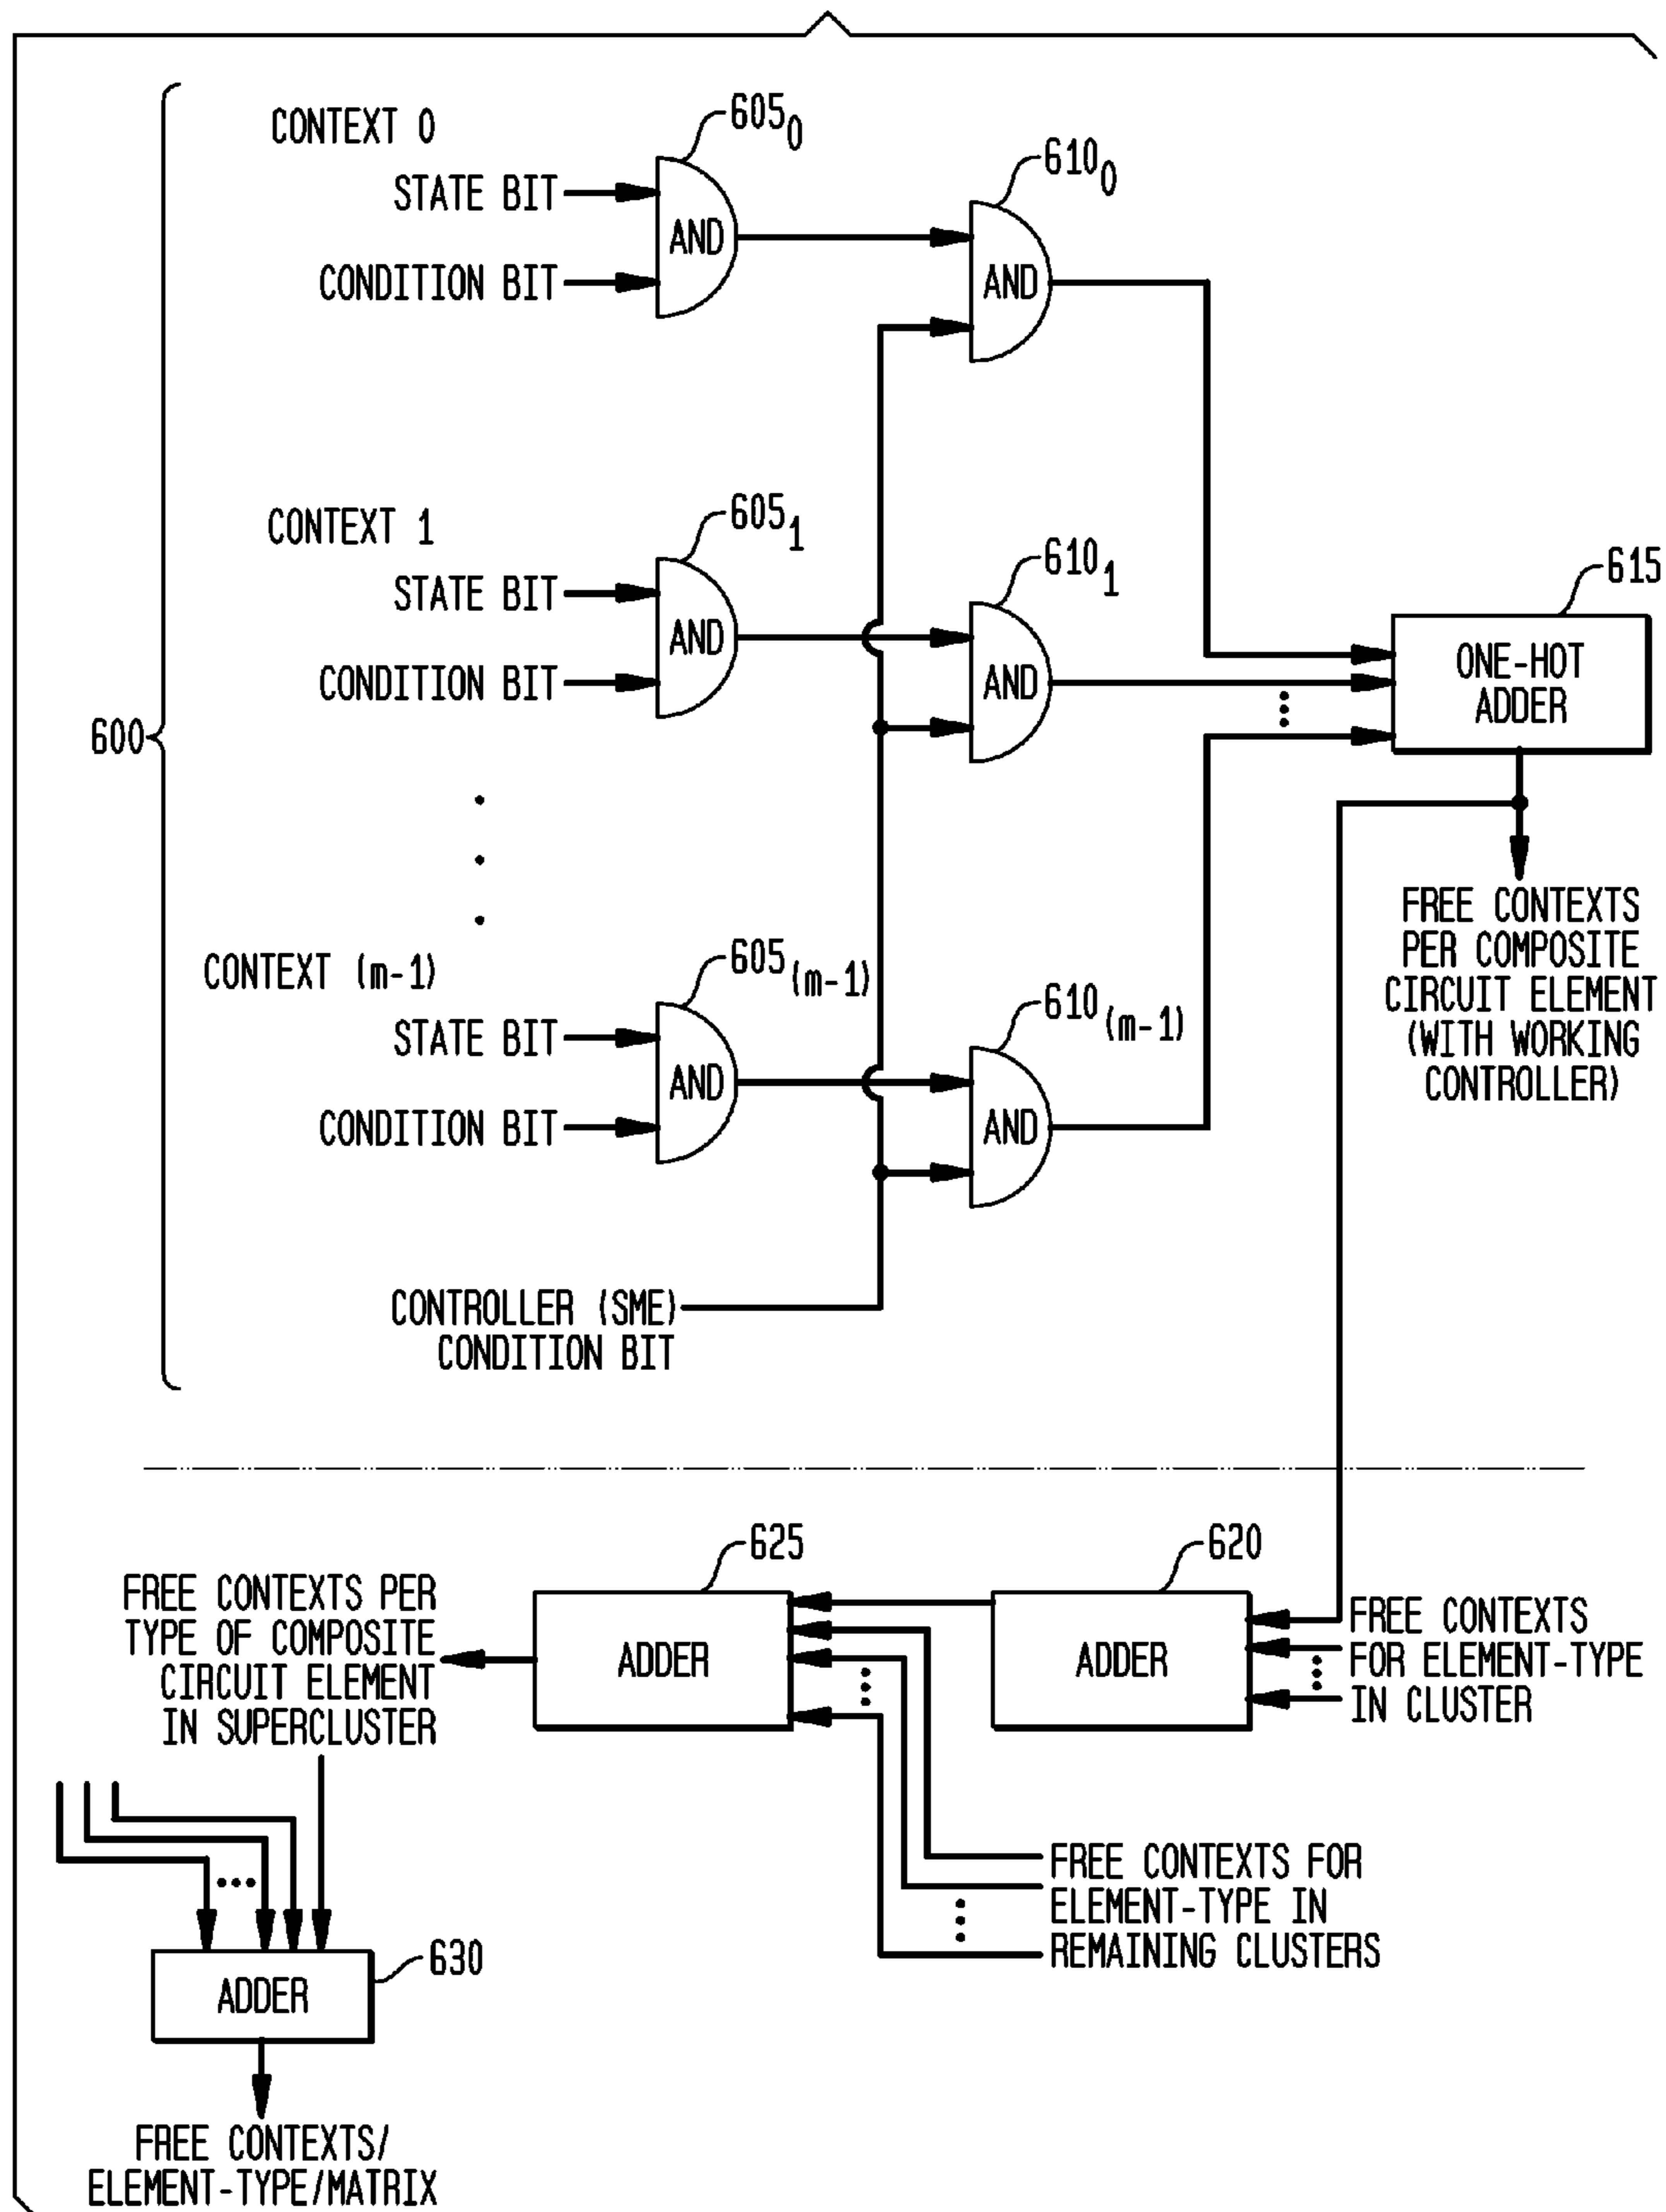 CONTEXT 0
605₀
STATE BIT
AND
CONDITION BIT
610₀
AND
CONTEXT 1
605₁
STATE BIT
AND
CONDITION BIT
610₁
AND
615
ONE-HOT
ADDER
600
FREE CONTEXTS
PER COMPOSITE
CIRCUIT ELEMENT
(WITH WORKING
CONTROLLER)
CONTEXT (m-1)
605(m-1)
STATE BIT
AND
CONDITION BIT
610(m-1)
AND
CONTROLLER (SME)
CONDITION BIT
625
620
FREE CONTEXTS PER
TYPE OF COMPOSITE
CIRCUIT ELEMENT
IN SUPERCLUSTER
ADDER
ADDER
FREE CONTEXTS
FOR ELEMENT-TYPE
IN CLUSTER
FREE CONTEXTS FOR
ELEMENT-TYPE IN
REMAINING CLUSTERS
630
ADDER
FREE CONTEXTS/
ELEMENT-TYPE/MATRIX